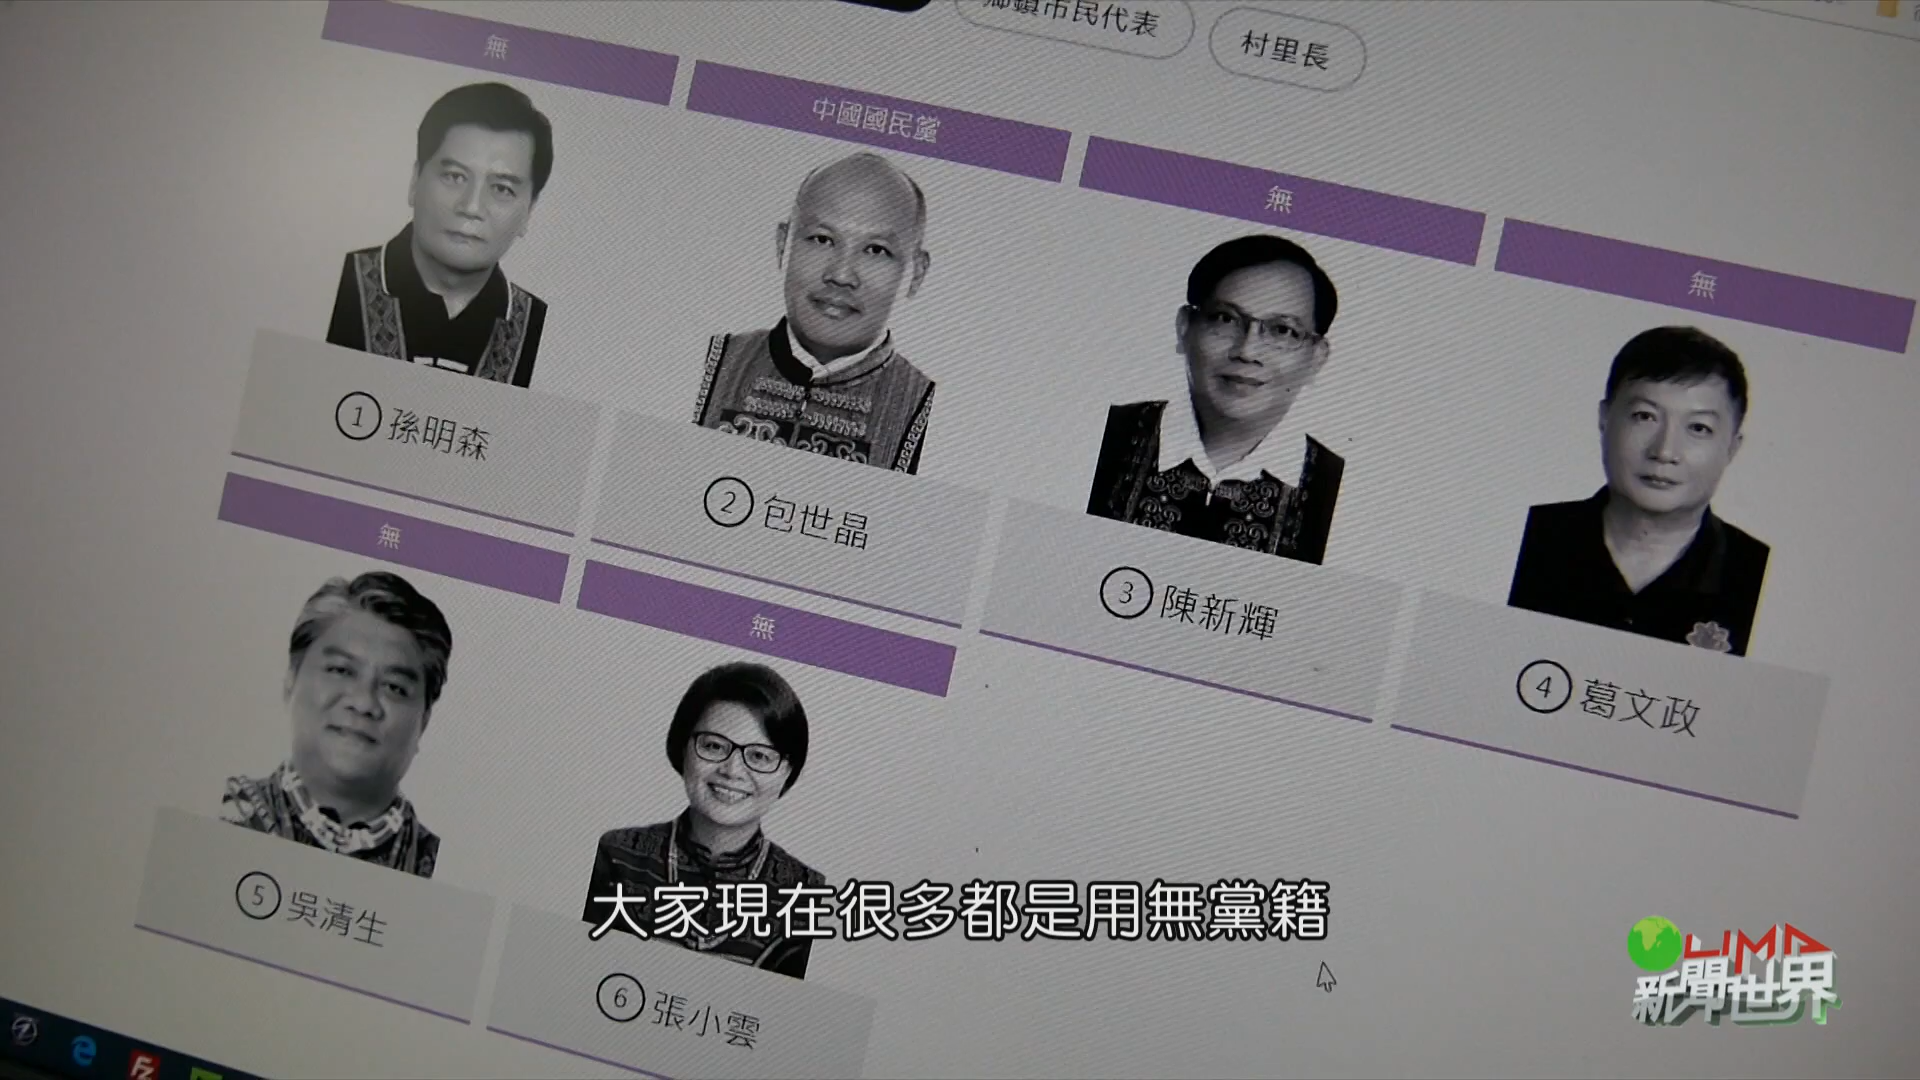 鄉鎮市民代表
村里長
無
中國國民黨
無
無
1 孫明森
2 包世晶
3 陳新輝
4 葛文政
無
無
5 吳清生
6 張小雲
大家現在很多都是用無黨籍
LIMA
新聞世界